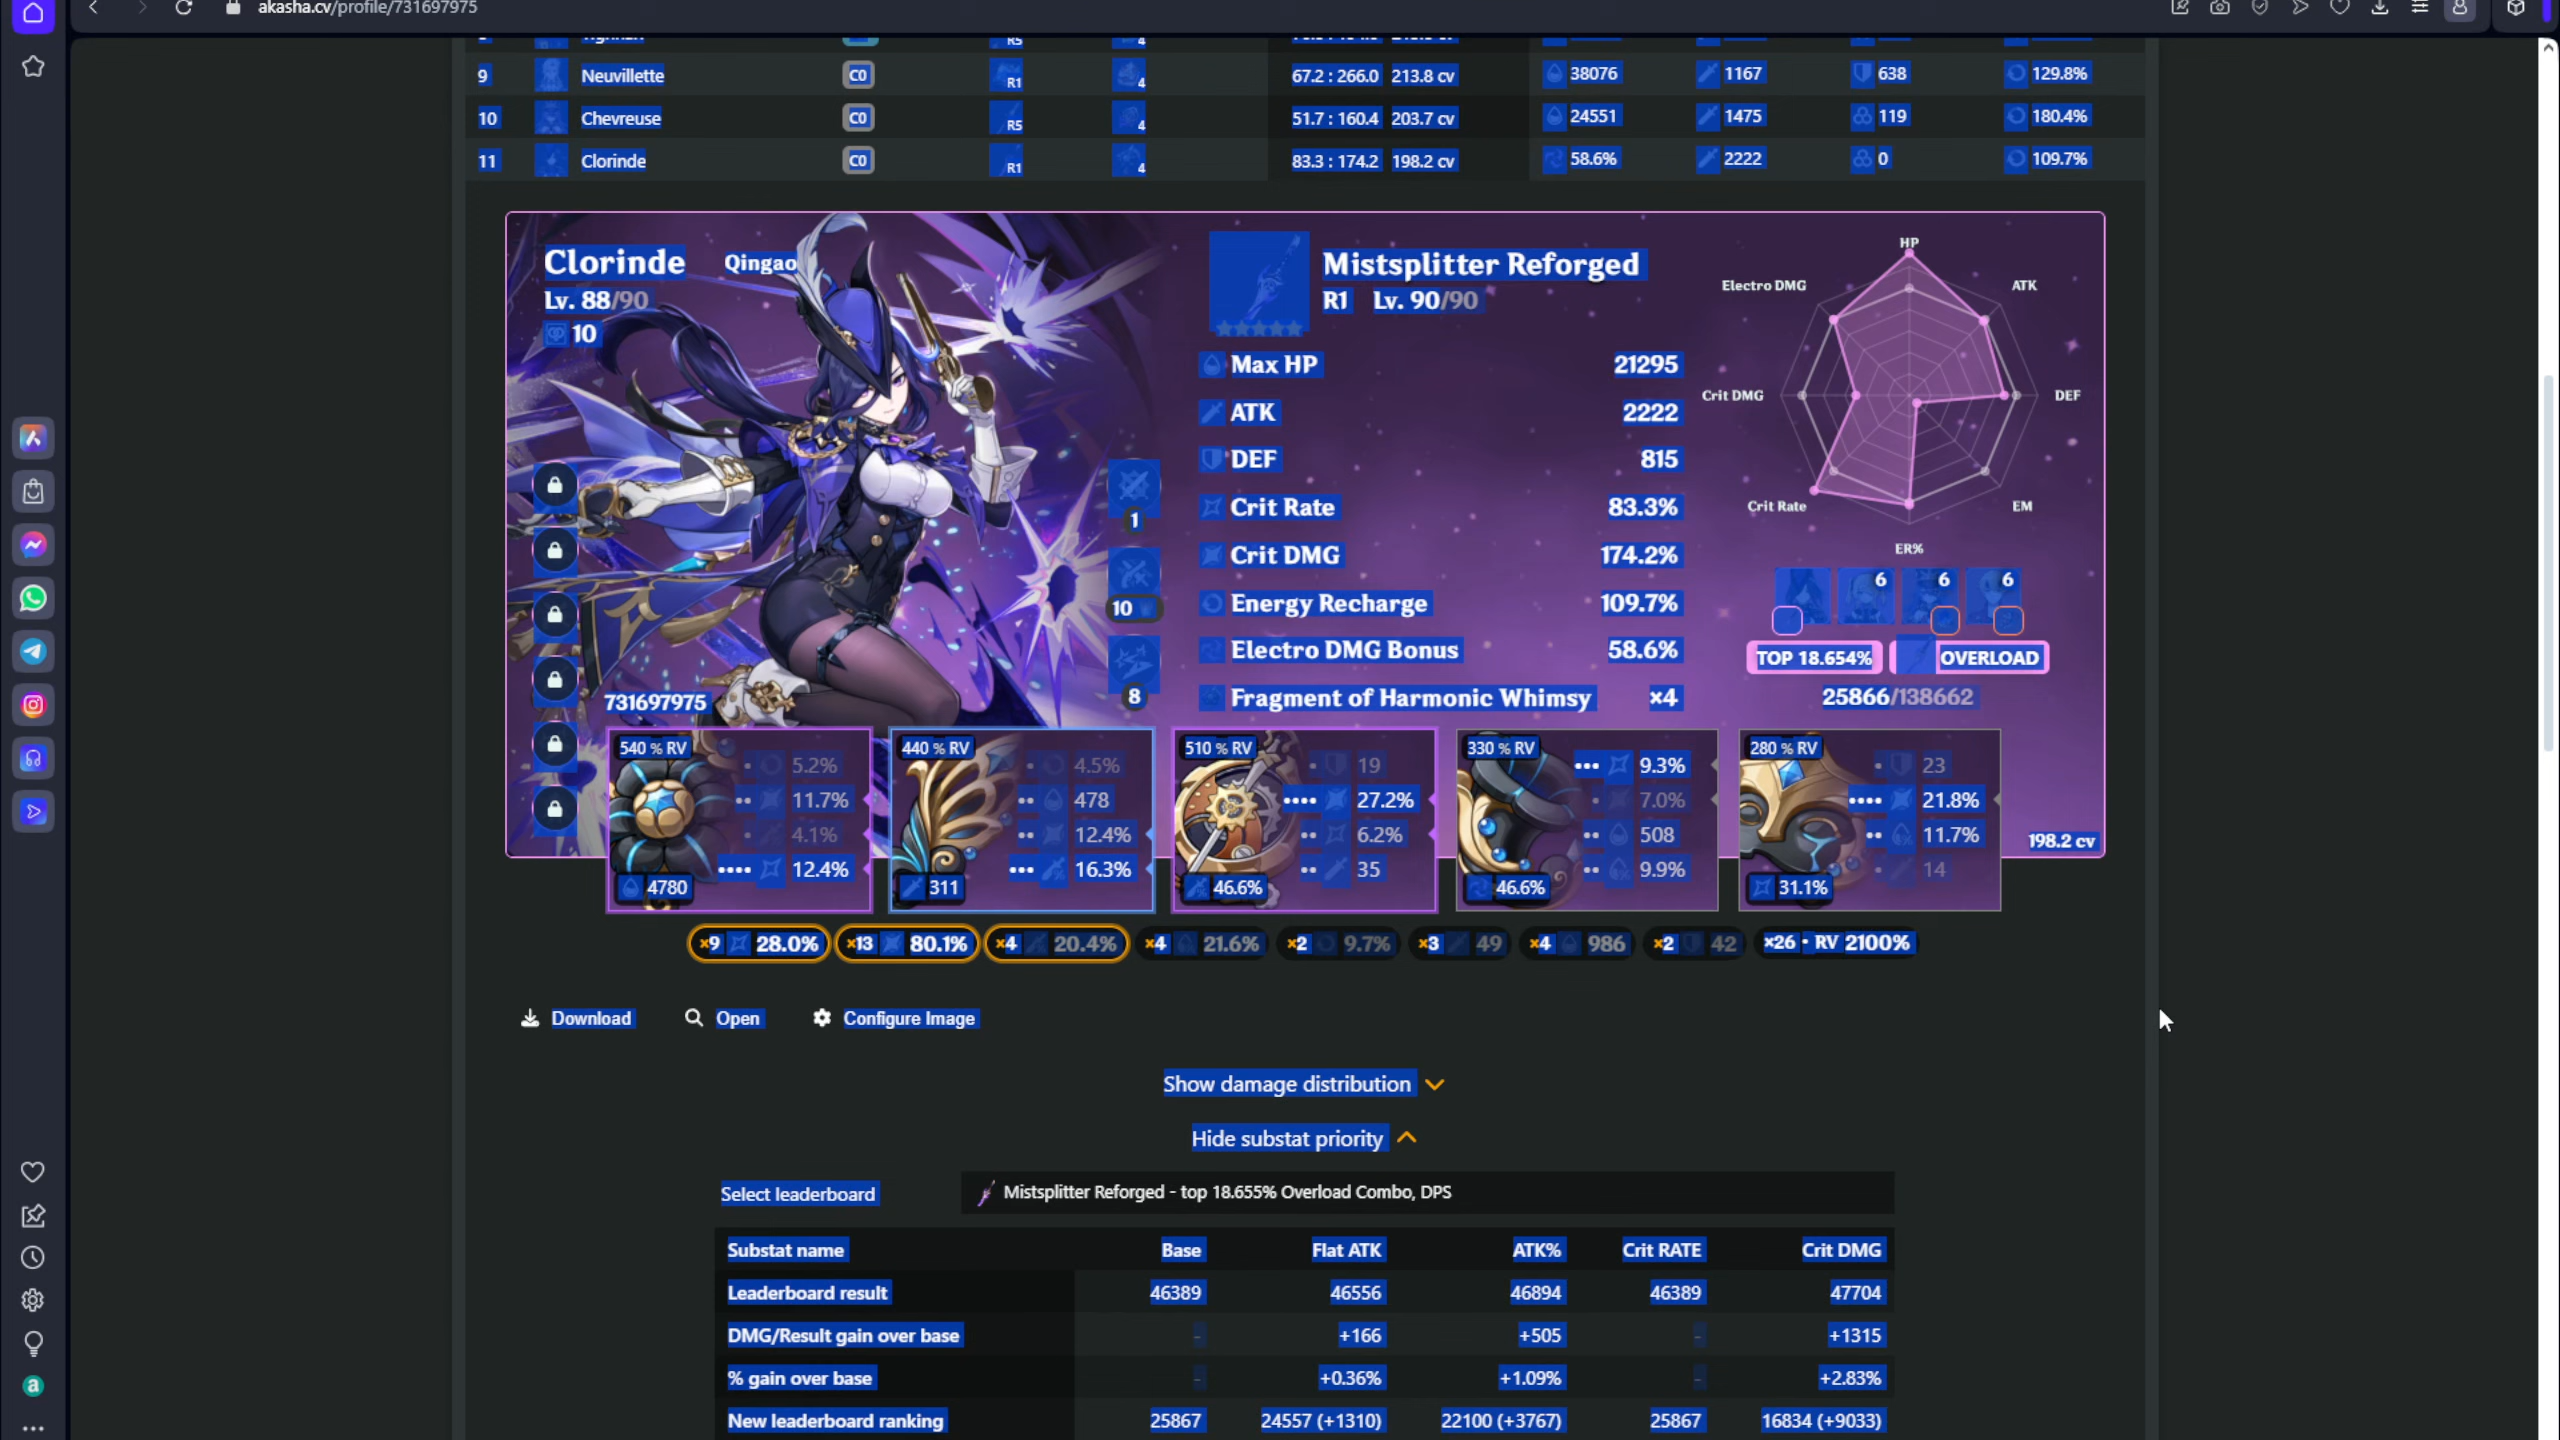 akasha.cv/profile/731697975
R5 4
9 Neuvillette C0 R1 4 67.2 : 266.0 213.8 cv 38076 1167 638 129.8%
10 Chevreuse C0 R5 4 51.7 : 160.4 203.7 cv 24551 1475 119 180.4%
11 Clorinde C0 R1 4 83.3 : 174.2 198.2 cv 58.6% 2222 0 109.7%
Clorinde Qingao
Lv. 88/90
10
Mistsplitter Reforged
R1 Lv. 90/90
Max HP 21295
ATK 2222
DEF 815
Crit Rate 83.3%
Crit DMG 174.2%
Energy Recharge 109.7%
Electro DMG Bonus 58.6%
Fragment of Harmonic Whimsy ×4
1
10
8
HP
Electro DMG ATK
Crit DMG DEF
Crit Rate EM
ER%
6 6 6
TOP 18.654% OVERLOAD
25866/138662
731697975
540 % RV 5.2%
11.7%
4.1%
12.4%
4780
440 % RV 4.5%
478
12.4%
16.3%
311
510 % RV 19
27.2%
6.2%
35
46.6%
330 % RV 9.3%
7.0%
508
9.9%
46.6%
280 % RV 23
21.8%
11.7%
14
31.1%
198.2 cv
×9 28.0% ×13 80.1% ×4 20.4% ×4 21.6% ×2 9.7% ×3 49 ×4 986 ×2 42 ×26 • RV 2100%
Download Open Configure Image
Show damage distribution
Hide substat priority
Select leaderboard Mistsplitter Reforged - top 18.655% Overload Combo, DPS
Substat name Base Flat ATK ATK% Crit RATE Crit DMG
Leaderboard result 46389 46556 46894 46389 47704
DMG/Result gain over base - +166 +505 - +1315
% gain over base - +0.36% +1.09% - +2.83%
New leaderboard ranking 25867 24557 (+1310) 22100 (+3767) 25867 16834 (+9033)